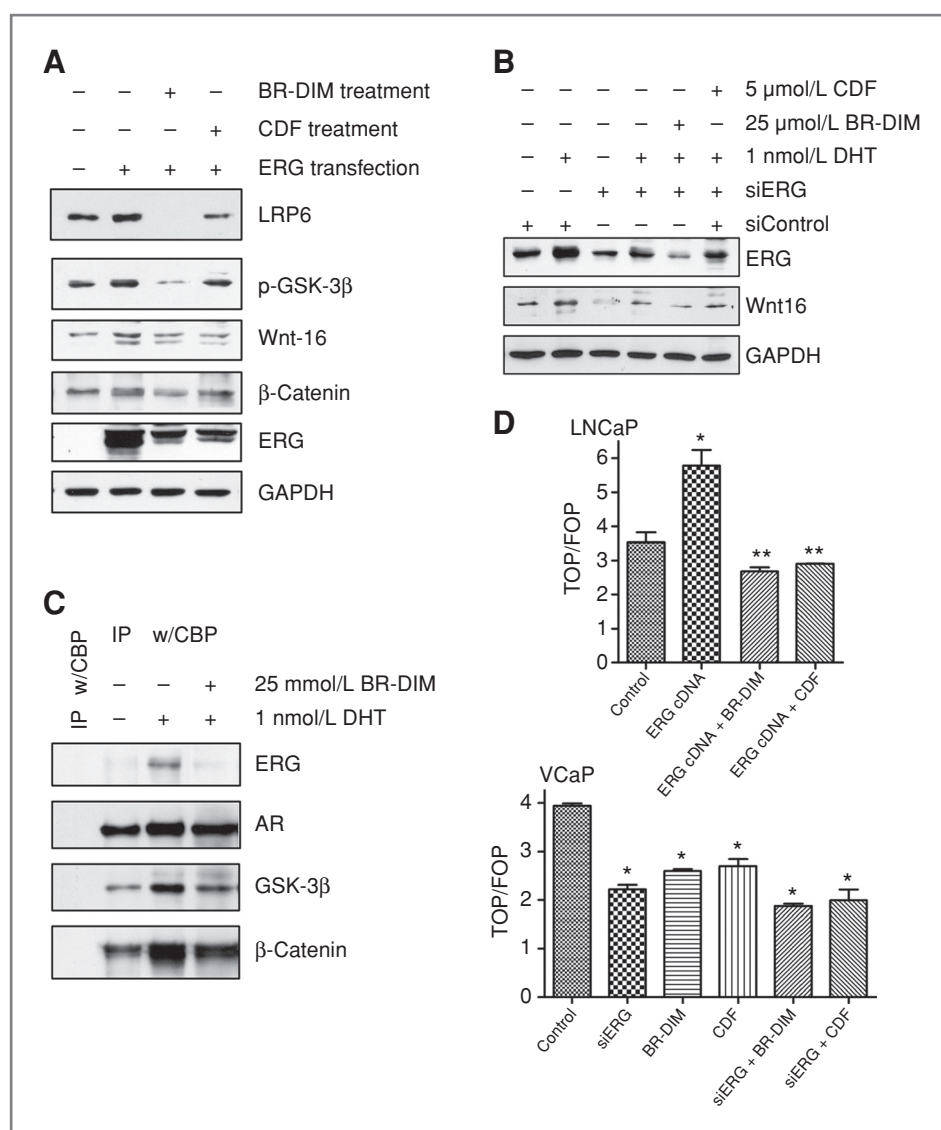 A
– – + – BR-DIM treatment
– – – + CDF treatment
– + + + ERG transfection
LRP6
p-GSK-3β
Wnt-16
β-Catenin
ERG
GAPDH
B
– – – – – + 5 μmol/L CDF
– – – – + – 25 μmol/L BR-DIM
– + – + + + 1 nmol/L DHT
– – + + + + siERG
+ + – – – + siControl
ERG
Wnt16
GAPDH
C
IP w/CBP
IP w/CBP
– – + 25 mmol/L BR-DIM
– + + 1 nmol/L DHT
ERG
AR
GSK-3β
β-Catenin
D
LNCaP
TOP/FOP
6
5
4
3
2
1
0
*
**
**
Control
ERG cDNA
ERG cDNA + BR-DIM
ERG cDNA + CDF
VCaP
TOP/FOP
4
3
2
1
0
*
*
*
*
*
Control
siERG
BR-DIM
CDF
siERG + BR-DIM
siERG + CDF